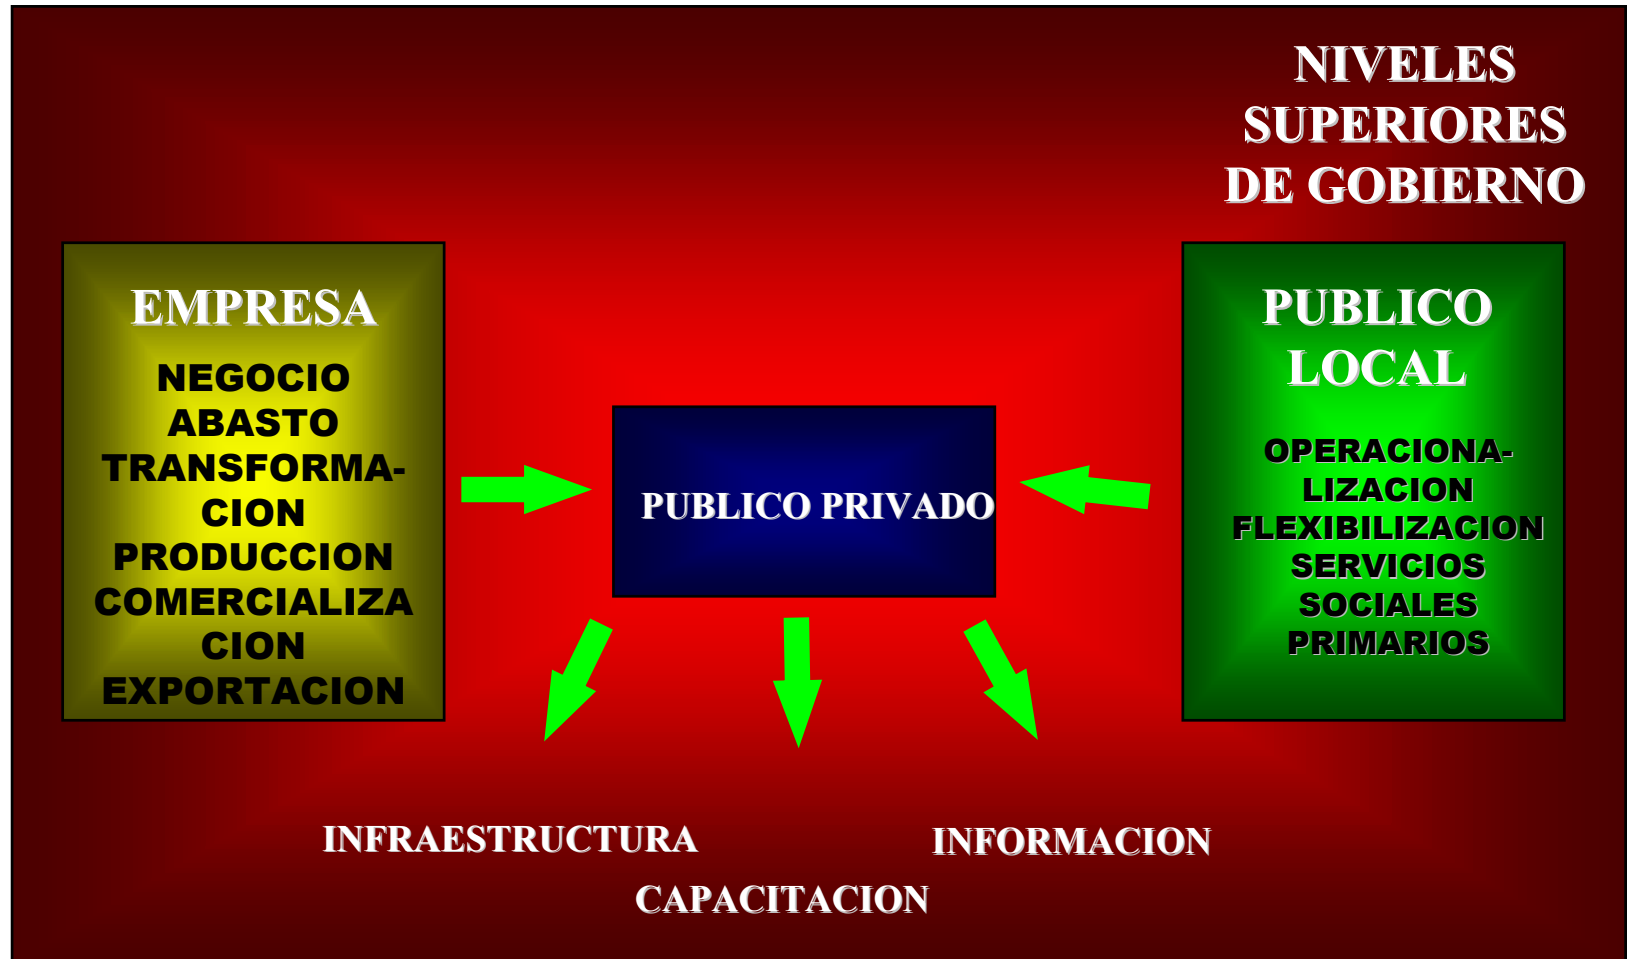 NIVELES
SUPERIORES
DE GOBIERNO
EMPRESA
NEGOCIO
ABASTO
TRANSFORMA-
CION
PRODUCCION
COMERCIALIZA
CION
EXPORTACION
PUBLICO PRIVADO
PUBLICO
LOCAL
OPERACIONA-
LIZACION
FLEXIBILIZACION
SERVICIOS
SOCIALES
PRIMARIOS
INFRAESTRUCTURA
INFORMACION
CAPACITACION